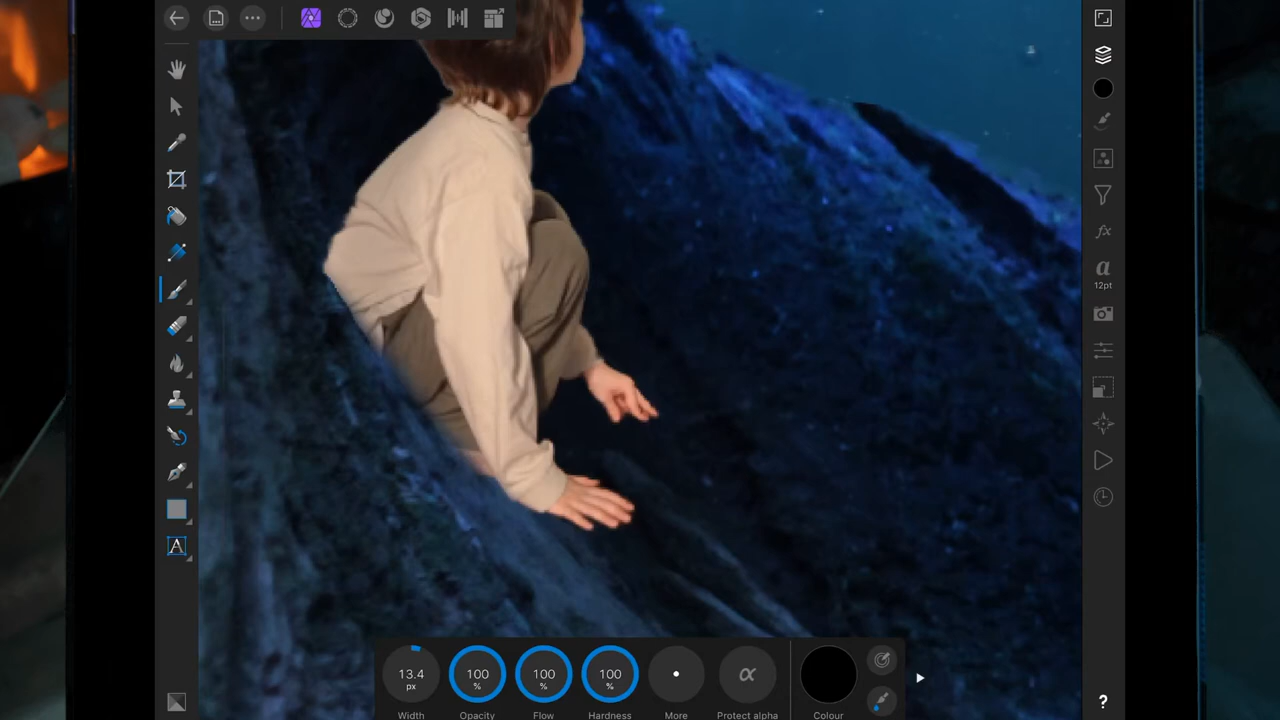 a
12pt
A
13.4
px
100
%
100
%
100
%
α
Width
Opacity
Flow
Hardness
More
Protect alpha
Colour
?